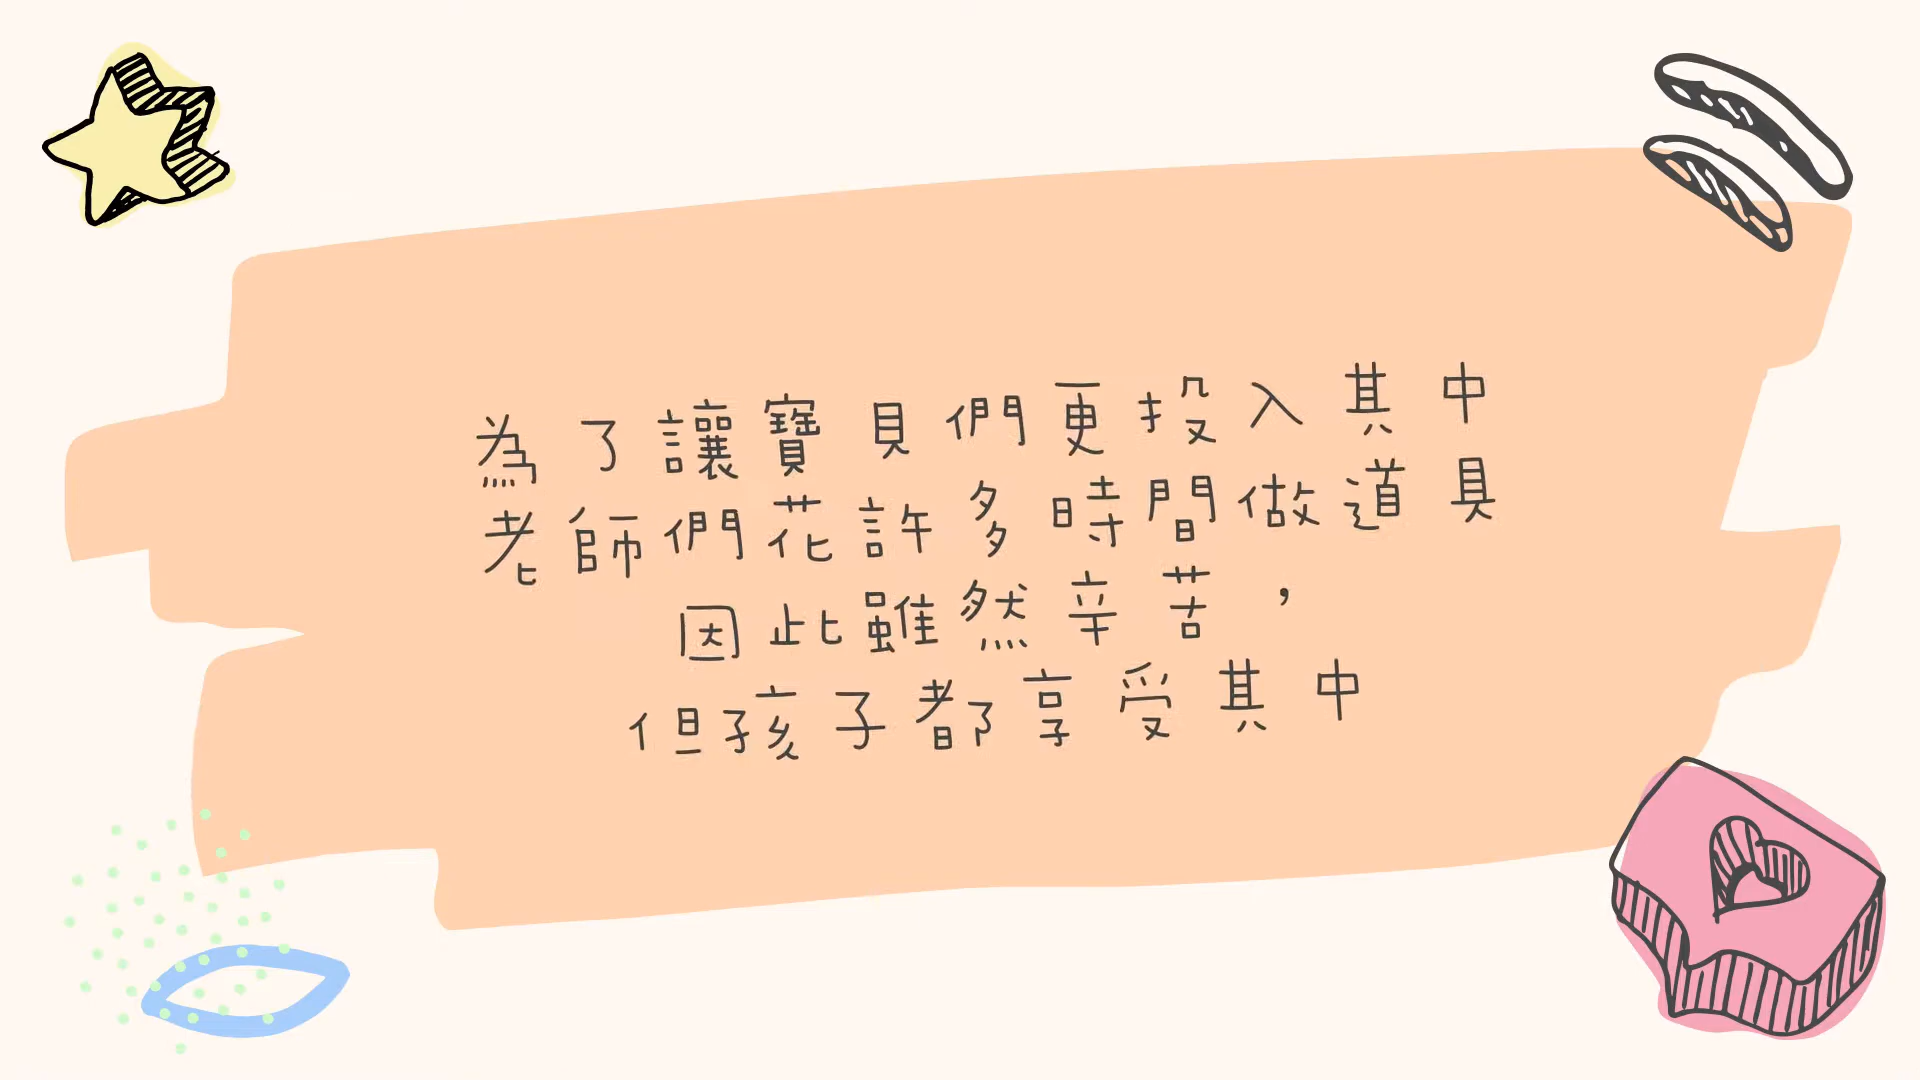 為了讓寶貝們更投入其中
老師們花許多時間做道具
因此雖然辛苦，
但孩子都享受其中